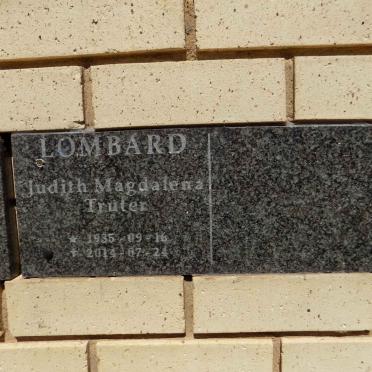 LOMBARD
Judith Magdalena
Truter
* 1935-09-16
✝ 2014-07-24